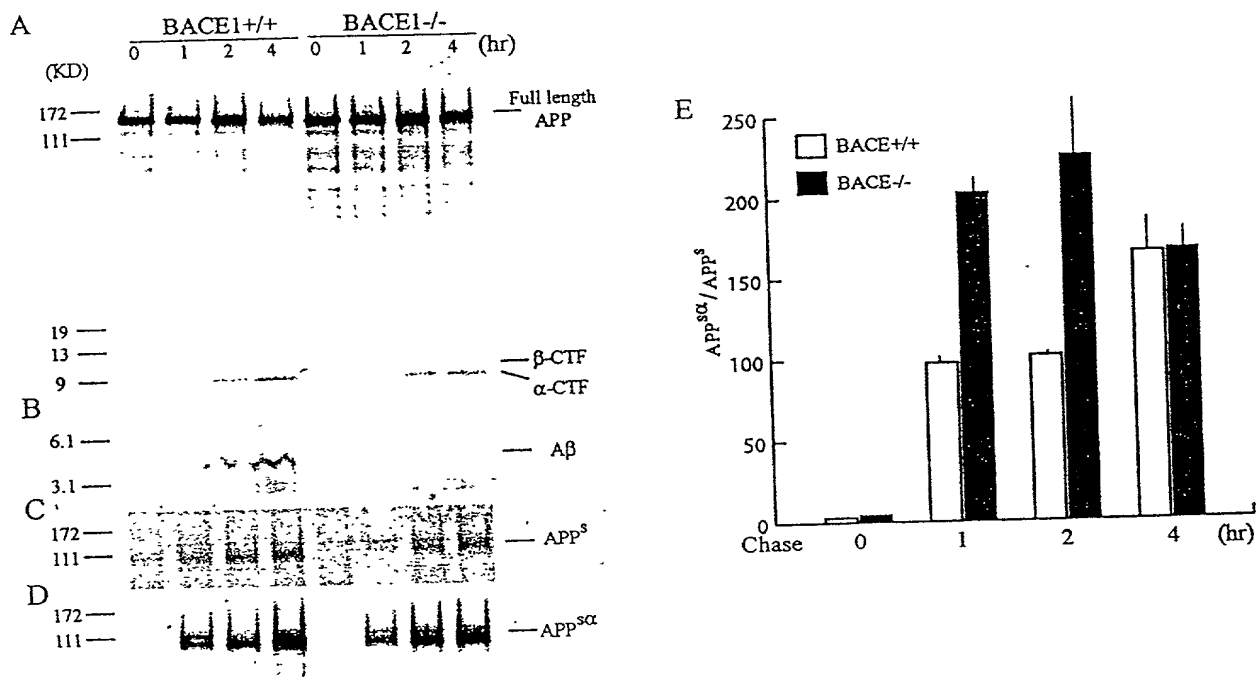 A
BACE1+/+ BACE1-/-
0 1 2 4 0 1 2 4 (hr)
(KD)
172
111
Full length
APP
19
13
9
β-CTF
α-CTF
B
6.1
3.1
Aβ
C
172
111
APPˢ
D
172
111
APPˢᵅ
E
250
200
150
100
50
0
APPˢᵅ/APPˢ
BACE+/+
BACE-/-
Chase 0 1 2 4 (hr)